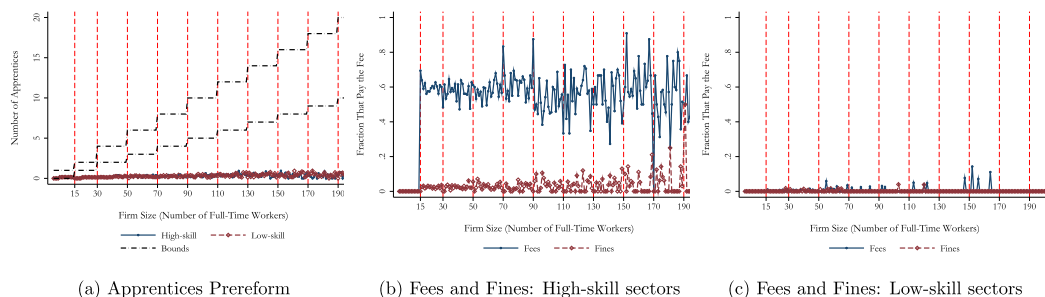 Number of Apprentices
20
15
10
5
0
15 30 50 70 90 110 130 150 170 190
Firm Size (Number of Full-Time Workers)
High-skill Low-skill
Bounds
(a) Apprentices Prereform
Fraction That Pay the Fee
1
.8
.6
.4
.2
0
15 30 50 70 90 110 130 150 170 190
Firm Size (Number of Full-Time Workers)
Fees Fines
(b) Fees and Fines: High-skill sectors
Fraction That Pay the Fee
1
.8
.6
.4
.2
0
15 30 50 70 90 110 130 150 170 190
Firm Size (Number of Full-Time Workers)
Fees Fines
(c) Fees and Fines: Low-skill sectors